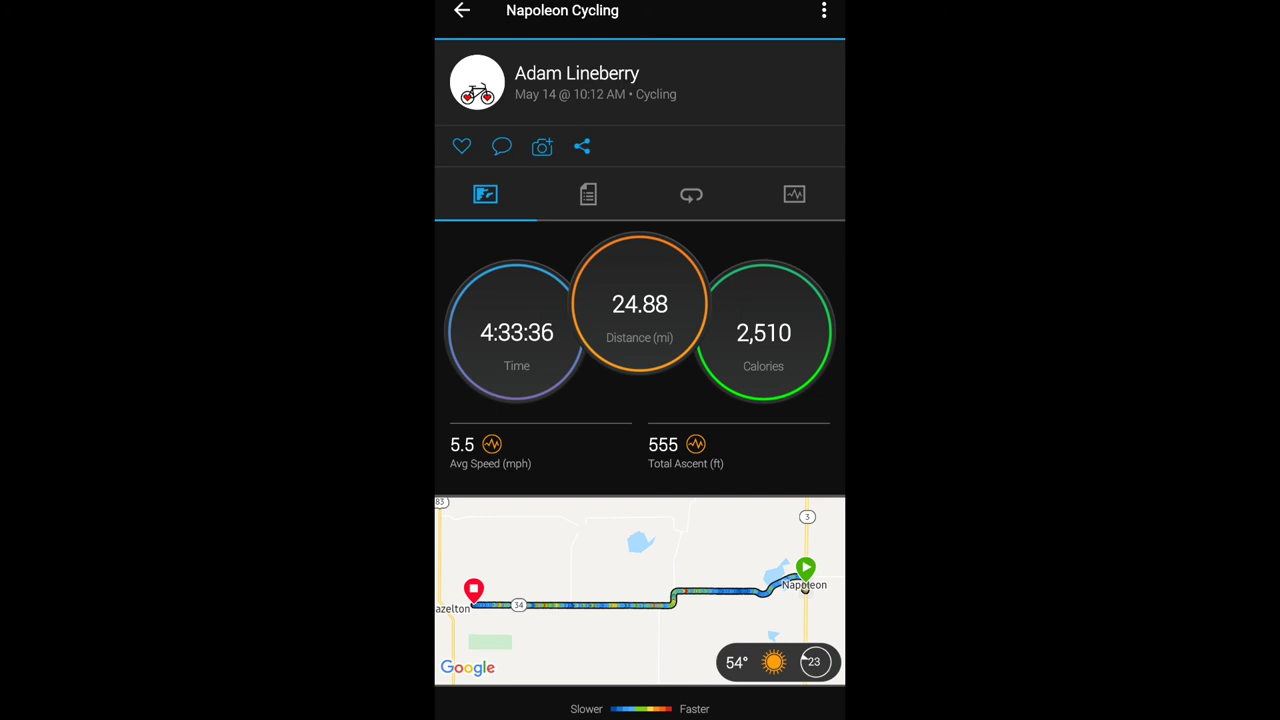 Napoleon Cycling
Adam Lineberry
May 14 @ 10:12 AM • Cycling
24.88
Distance (mi)
4:33:36
Time
2,510
Calories
5.5
Avg Speed (mph)
555
Total Ascent (ft)
83
3
Napoleon
azelton
34
54°
23
Google
Slower
Faster